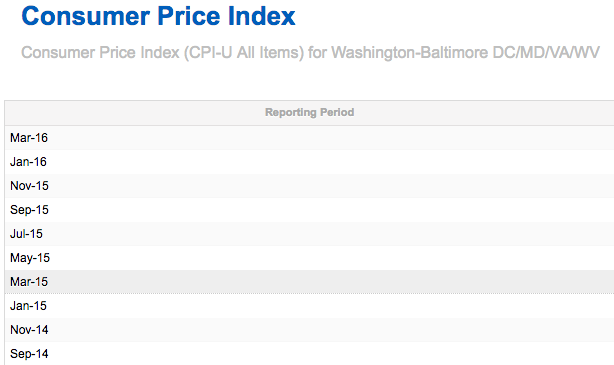 Consumer Price Index
Consumer Price Index (CPI-U All Items) for Washington-Baltimore DC/MD/VA/WV
Reporting Period
Mar-16
Jan-16
Nov-15
Sep-15
Jul-15
May-15
Mar-15
Jan-15
Nov-14
Sep-14